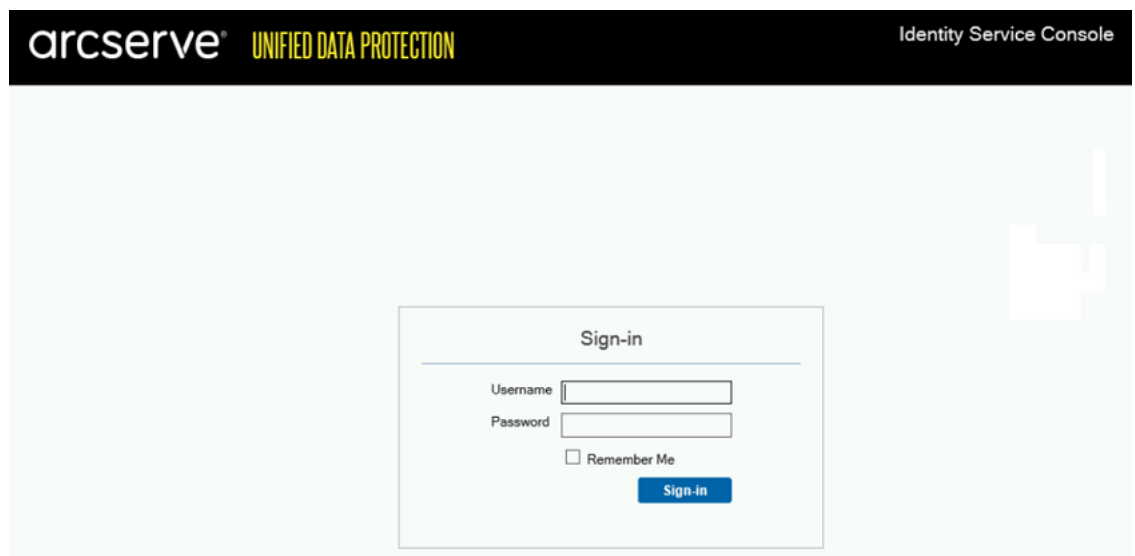 arcserve® UNIFIED DATA PROTECTION
Identity Service Console
Sign-in
Username
Password
Remember Me
Sign-in